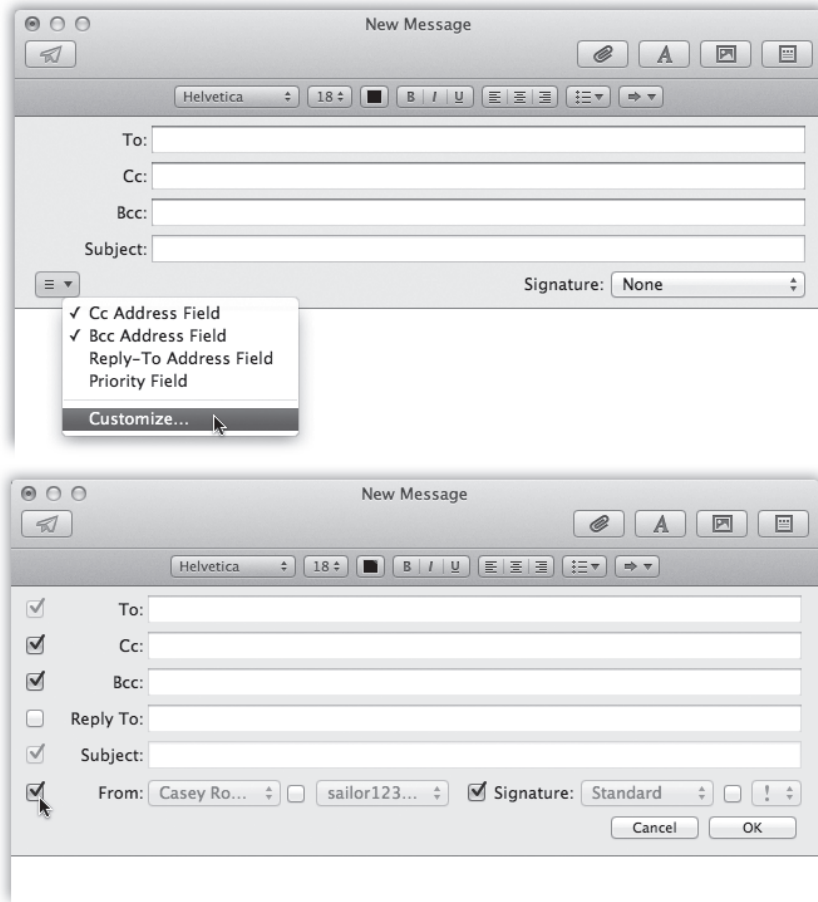 New Message
A
Helvetica 18 B I U
To:
Cc:
Bcc:
Subject:
Signature: None
✓ Cc Address Field
✓ Bcc Address Field
Reply-To Address Field
Priority Field
Customize...
New Message
A
Helvetica 18 B I U
To:
Cc:
Bcc:
Reply To:
Subject:
From: Casey Ro... sailor123... Signature: Standard !
Cancel OK